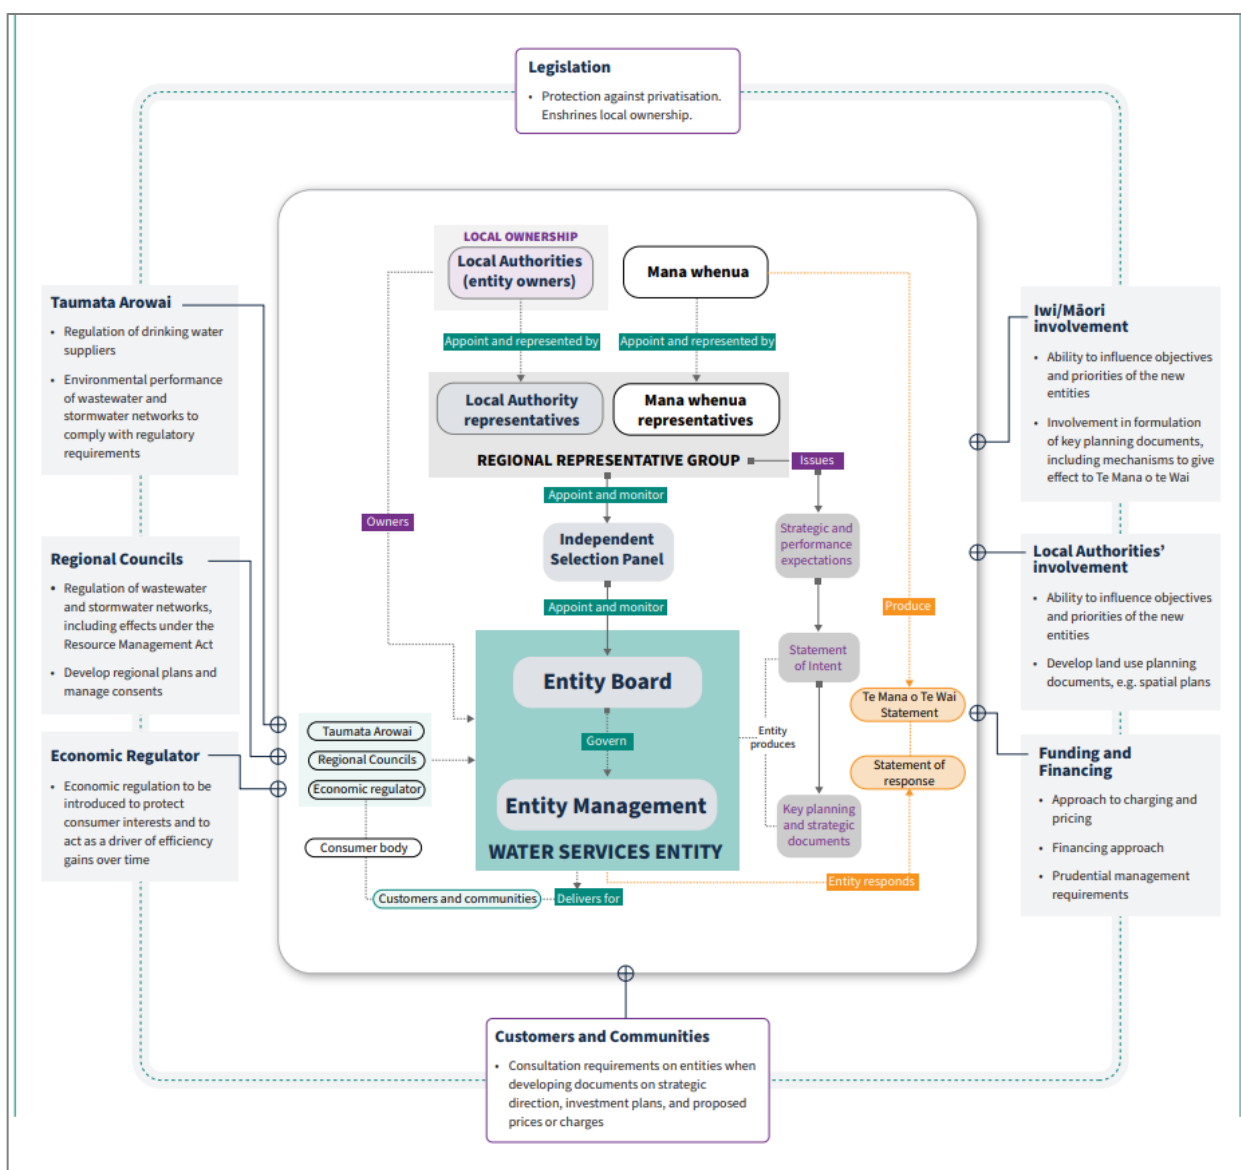 Legislation
• Protection against privatisation.
Enshrines local ownership.
LOCAL OWNERSHIP
Local Authorities
(entity owners)
Mana whenua
Appoint and represented by
Appoint and represented by
Local Authority
representatives
Mana whenua
representatives
REGIONAL REPRESENTATIVE GROUP
Issues
Appoint and monitor
Owners
Independent
Selection Panel
Strategic and
performance
expectations
Appoint and monitor
Produce
Entity Board
Statement
of Intent
Te Mana o Te Wai
Statement
Govern
Entity
produces
Taumata Arowai
Regional Councils
Economic regulator
Statement of
response
Entity Management
Key planning
and strategic
documents
Consumer body
WATER SERVICES ENTITY
Entity responds
Customers and communities
Delivers for
Taumata Arowai
• Regulation of drinking water
suppliers
• Environmental performance
of wastewater and
stormwater networks to
comply with regulatory
requirements
Regional Councils
• Regulation of wastewater
and stormwater networks,
including effects under the
Resource Management Act
• Develop regional plans and
manage consents
Economic Regulator
• Economic regulation to be
introduced to protect
consumer interests and to
act as a driver of efficiency
gains over time
Iwi/Māori
involvement
• Ability to influence objectives
and priorities of the new
entities
• Involvement in formulation
of key planning documents,
including mechanisms to give
effect to Te Mana o te Wai
Local Authorities’
involvement
• Ability to influence objectives
and priorities of the new
entities
• Develop land use planning
documents, e.g. spatial plans
Funding and
Financing
• Approach to charging and
pricing
• Financing approach
• Prudential management
requirements
Customers and Communities
• Consultation requirements on entities when
developing documents on strategic
direction, investment plans, and proposed
prices or charges